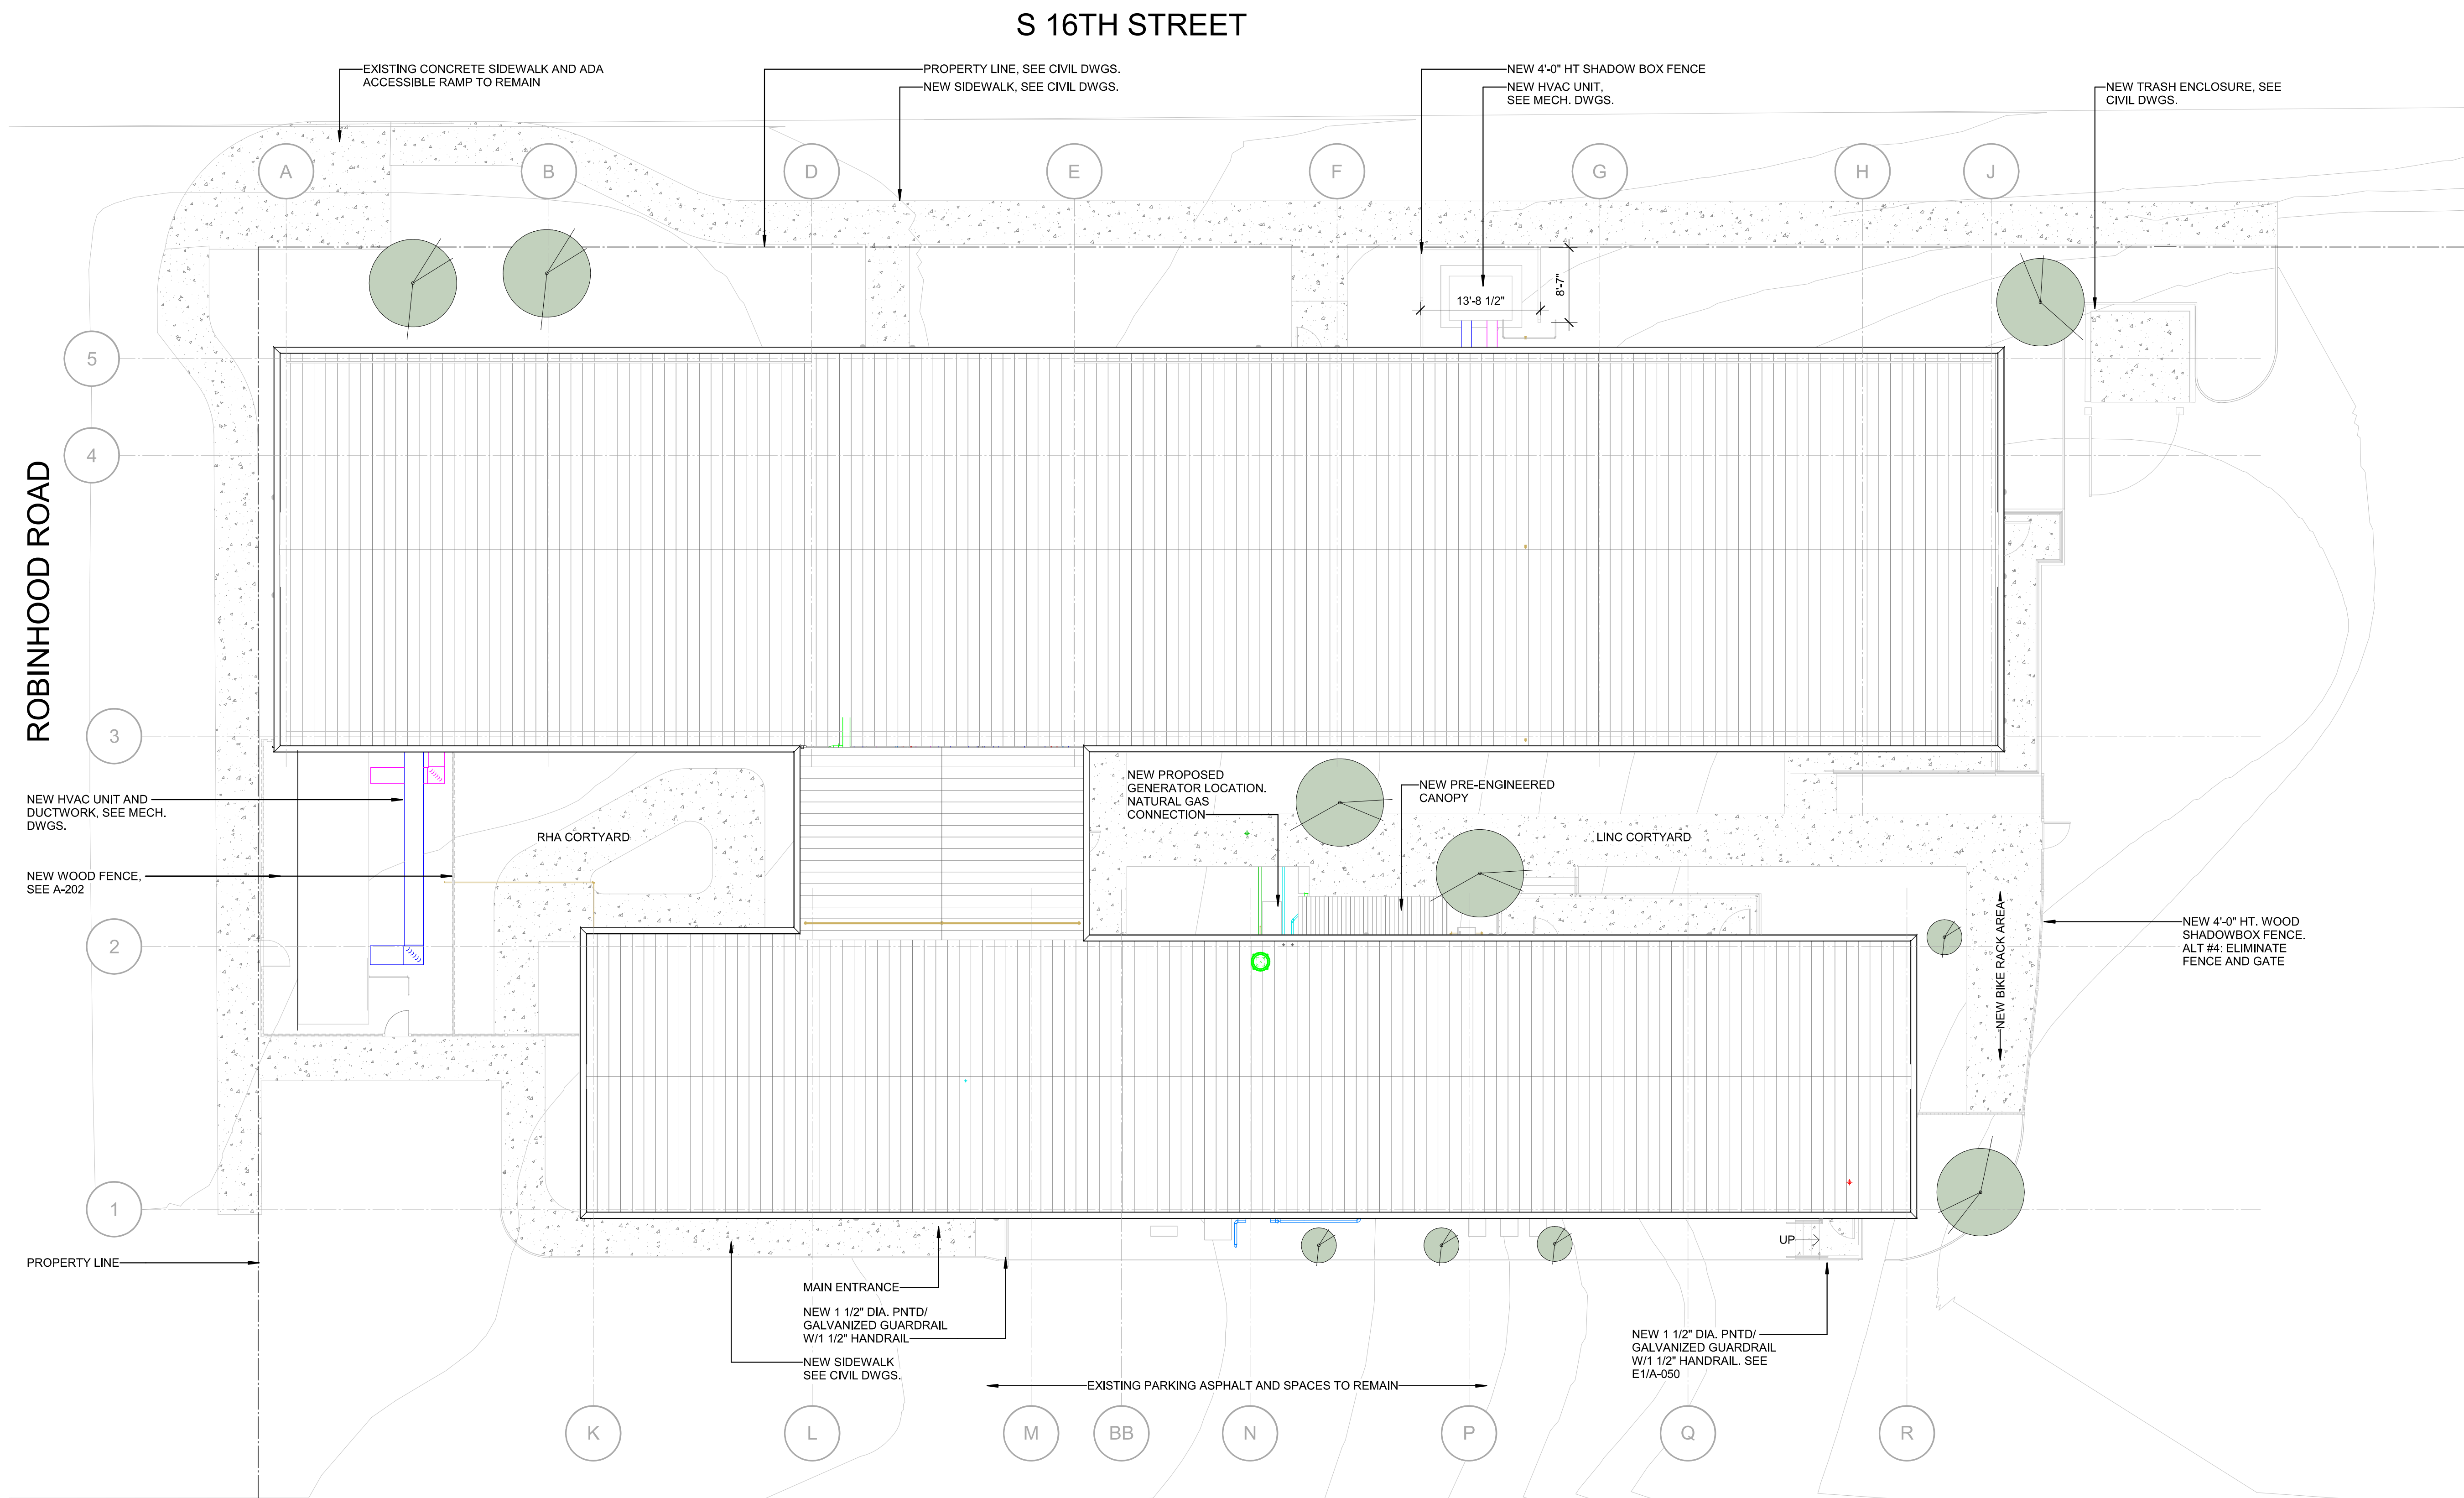 S 16TH STREET
EXISTING CONCRETE SIDEWALK AND ADA
ACCESSIBLE RAMP TO REMAIN
PROPERTY LINE, SEE CIVIL DWGS.
NEW SIDEWALK, SEE CIVIL DWGS.
NEW 4'-0" HT SHADOW BOX FENCE
NEW HVAC UNIT,
SEE MECH. DWGS.
NEW TRASH ENCLOSURE, SEE
CIVIL DWGS.
A
B
D
E
F
G
H
J
13'-8 1/2"
8'-7"
5
4
3
2
1
ROBINHOOD ROAD
NEW HVAC UNIT AND
DUCTWORK, SEE MECH.
DWGS.
NEW WOOD FENCE,
SEE A-202
RHA CORTYARD
NEW PROPOSED
GENERATOR LOCATION.
NATURAL GAS
CONNECTION
NEW PRE-ENGINEERED
CANOPY
LINC CORTYARD
NEW BIKE RACK AREA
NEW 4'-0" HT. WOOD
SHADOWBOX FENCE.
ALT #4: ELIMINATE
FENCE AND GATE
PROPERTY LINE
MAIN ENTRANCE
NEW 1 1/2" DIA. PNTD/
GALVANIZED GUARDRAIL
W/1 1/2" HANDRAIL
NEW SIDEWALK
SEE CIVIL DWGS.
UP
NEW 1 1/2" DIA. PNTD/
GALVANIZED GUARDRAIL
W/1 1/2" HANDRAIL. SEE
E1/A-050
EXISTING PARKING ASPHALT AND SPACES TO REMAIN
K
L
M
BB
N
P
Q
R